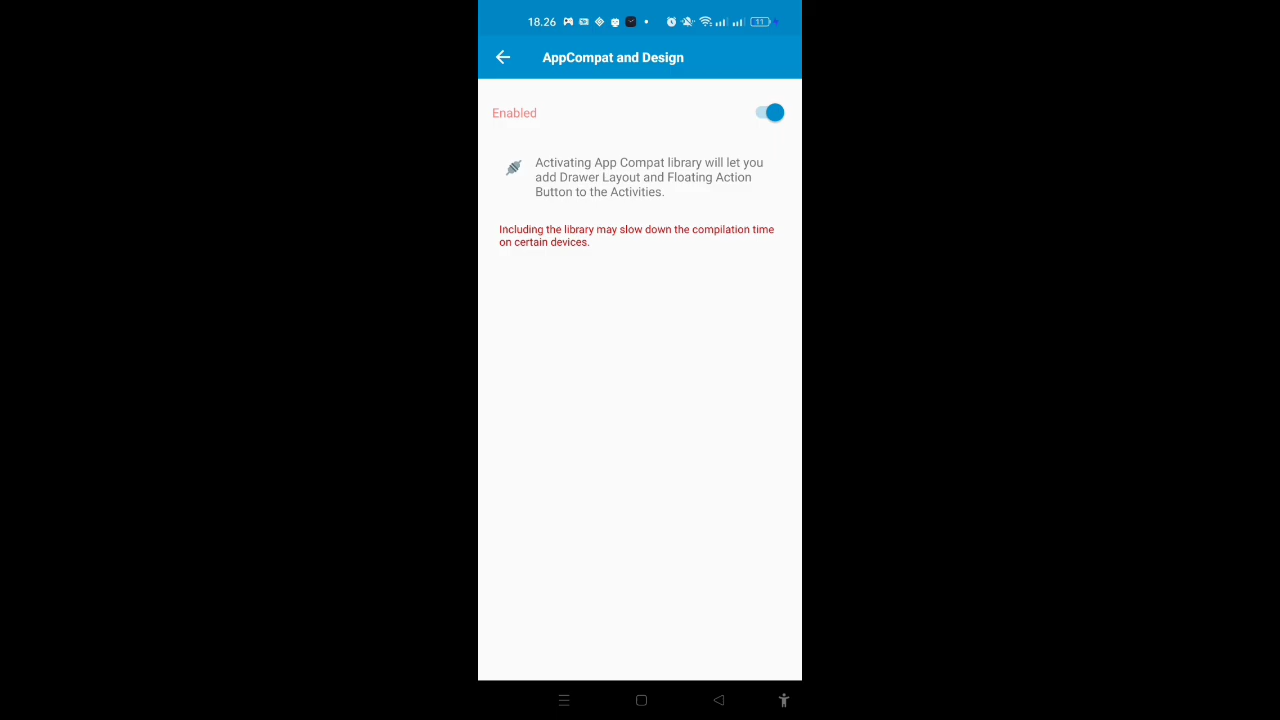 18.26 11
AppCompat and Design
Enabled
Activating App Compat library will let you
add Drawer Layout and Floating Action
Button to the Activities.
Including the library may slow down the compilation time
on certain devices.